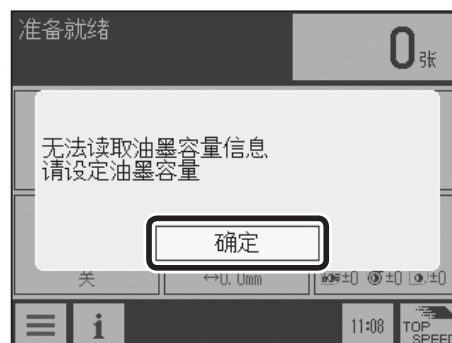 准备就绪
0张
无法读取油墨容量信息
请设定油墨容量
确定
关
↔0.0mm
±0 ±0 ±0
i
11:08
TOP
SPEED